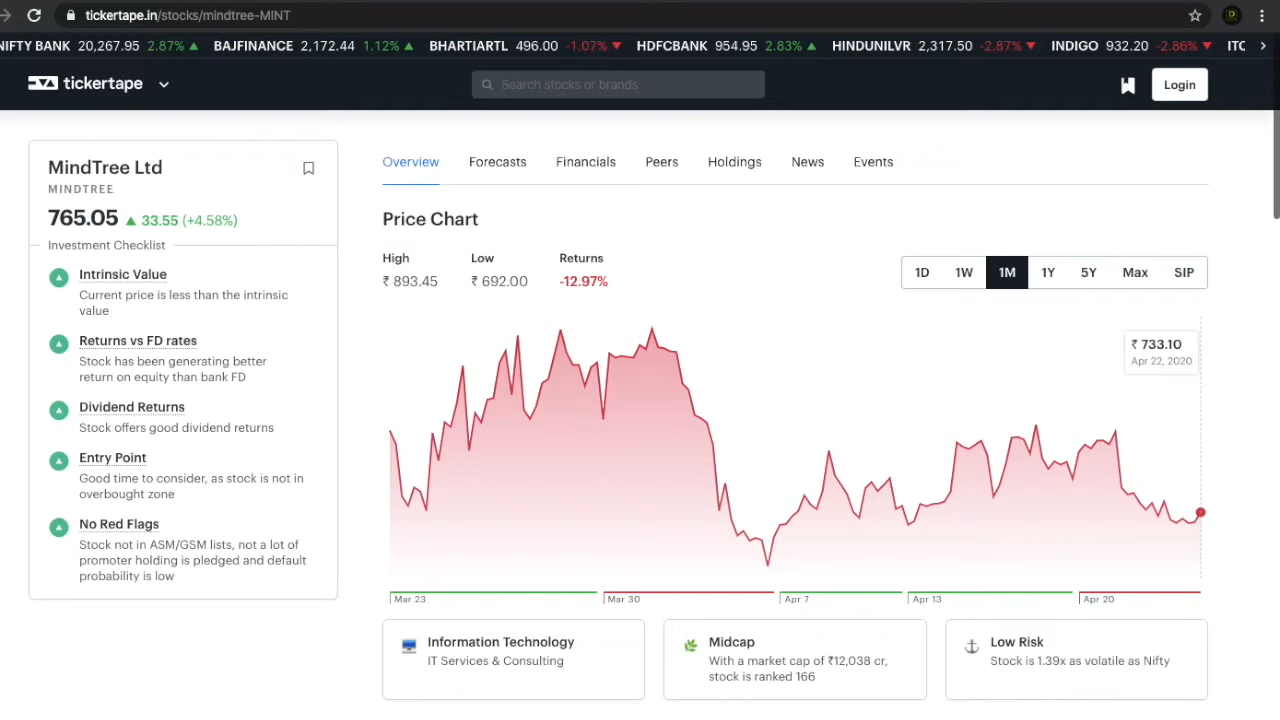 tickertape.in/stocks/mindtree-MINT
NIFTY BANK 20,267.95 2.87% ▲ BAJFINANCE 2,172.44 1.12% ▲ BHARTIARTL 496.00 -1.07% ▼ HDFCBANK 954.95 2.83% ▲ HINDUNILVR 2,317.50 -2.87% ▼ INDIGO 932.20 -2.86% ▼ ITC
tickertape
Search stocks or brands
Login
MindTree Ltd
MINDTREE
765.05 ▲ 33.55 (+4.58%)
Investment Checklist
Intrinsic Value
Current price is less than the intrinsic
value
Returns vs FD rates
Stock has been generating better
return on equity than bank FD
Dividend Returns
Stock offers good dividend returns
Entry Point
Good time to consider, as stock is not in
overbought zone
No Red Flags
Stock not in ASM/GSM lists, not a lot of
promoter holding is pledged and default
probability is low
Overview Forecasts Financials Peers Holdings News Events
Price Chart
High Low Returns
₹ 893.45 ₹ 692.00 -12.97%
1D 1W 1M 1Y 5Y Max SIP
₹ 733.10
Apr 22, 2020
Mar 23 Mar 30 Apr 7 Apr 13 Apr 20
Information Technology
IT Services & Consulting
Midcap
With a market cap of ₹12,038 cr,
stock is ranked 166
Low Risk
Stock is 1.39x as volatile as Nifty